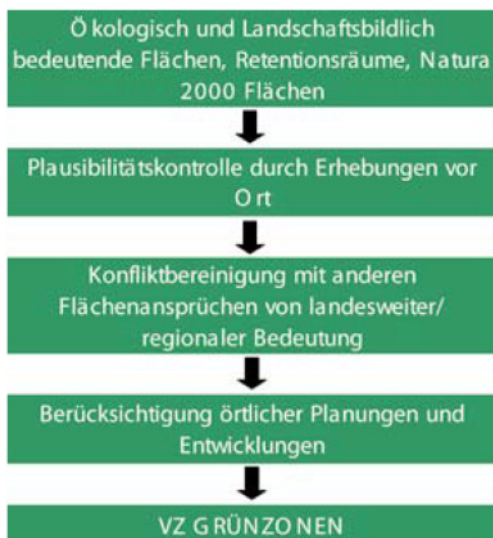 Ökologisch und Landschaftsbildlich
bedeutende Flächen, Retentionsräume, Natura
2000 Flächen
Plausibilitätskontrolle durch Erhebungen vor
Ort
Konfliktbereinigung mit anderen
Flächenansprüchen von landesweiter/
regionaler Bedeutung
Berücksichtigung örtlicher Planungen und
Entwicklungen
VZ GRÜNZONEN